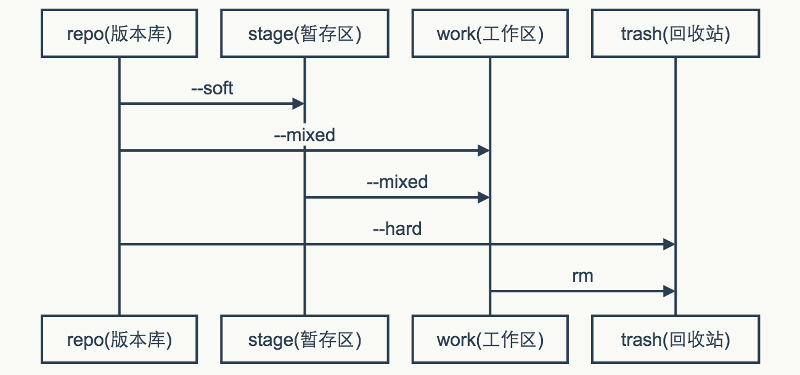 repo(版本库)
stage(暂存区)
work(工作区)
trash(回收站)
--soft
--mixed
--mixed
--hard
rm
repo(版本库)
stage(暂存区)
work(工作区)
trash(回收站)